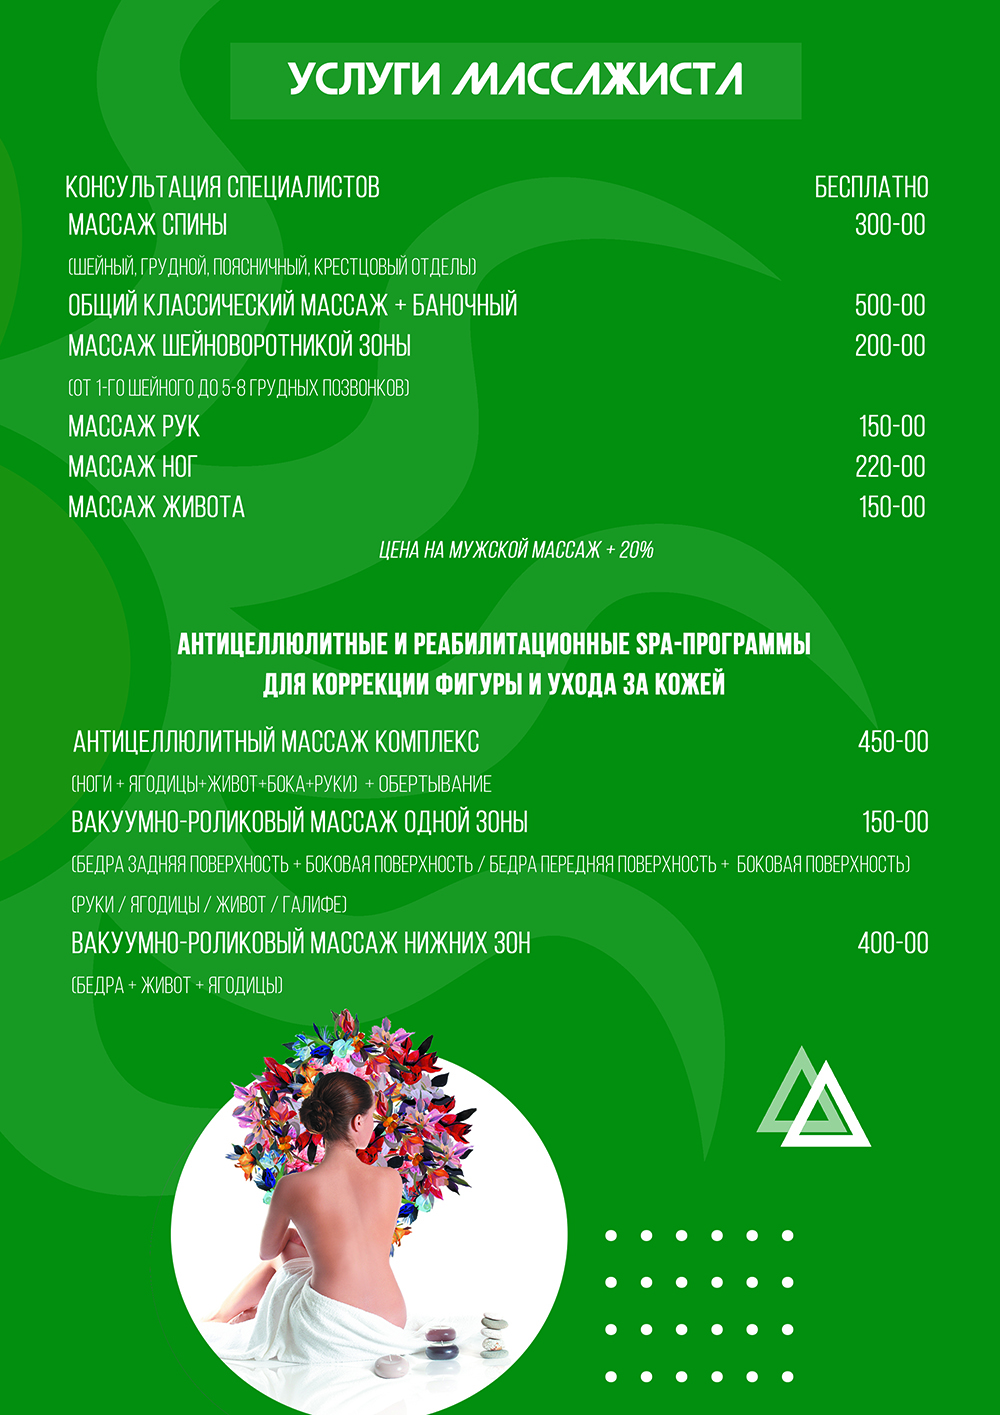 УСЛУГИ МАССАЖИСТА
КОНСУЛЬТАЦИЯ СПЕЦИАЛИСТОВ БЕСПЛАТНО
МАССАЖ СПИНЫ 300-00
(ШЕЙНЫЙ, ГРУДНОЙ, ПОЯСНИЧНЫЙ, КРЕСТЦОВЫЙ ОТДЕЛЫ)
ОБЩИЙ КЛАССИЧЕСКИЙ МАССАЖ + БАНОЧНЫЙ 500-00
МАССАЖ ШЕЙНОВОРОТНИКОЙ ЗОНЫ 200-00
(ОТ 1-ГО ШЕЙНОГО ДО 5-8 ГРУДНЫХ ПОЗВОНКОВ)
МАССАЖ РУК 150-00
МАССАЖ НОГ 220-00
МАССАЖ ЖИВОТА 150-00
ЦЕНА НА МУЖСКОЙ МАССАЖ + 20%
АНТИЦЕЛЛЮЛИТНЫЕ И РЕАБИЛИТАЦИОННЫЕ SPA-ПРОГРАММЫ
ДЛЯ КОРРЕКЦИИ ФИГУРЫ И УХОДА ЗА КОЖЕЙ
АНТИЦЕЛЛЮЛИТНЫЙ МАССАЖ КОМПЛЕКС 450-00
(НОГИ + ЯГОДИЦЫ+ЖИВОТ+БОКА+РУКИ) + ОБЕРТЫВАНИЕ
ВАКУУМНО-РОЛИКОВЫЙ МАССАЖ ОДНОЙ ЗОНЫ 150-00
(БЕДРА ЗАДНЯЯ ПОВЕРХНОСТЬ + БОКОВАЯ ПОВЕРХНОСТЬ / БЕДРА ПЕРЕДНЯЯ ПОВЕРХНОСТЬ + БОКОВАЯ ПОВЕРХНОСТЬ)
(РУКИ / ЯГОДИЦЫ / ЖИВОТ / ГАЛИФЕ)
ВАКУУМНО-РОЛИКОВЫЙ МАССАЖ НИЖНИХ ЗОН 400-00
(БЕДРА + ЖИВОТ + ЯГОДИЦЫ)